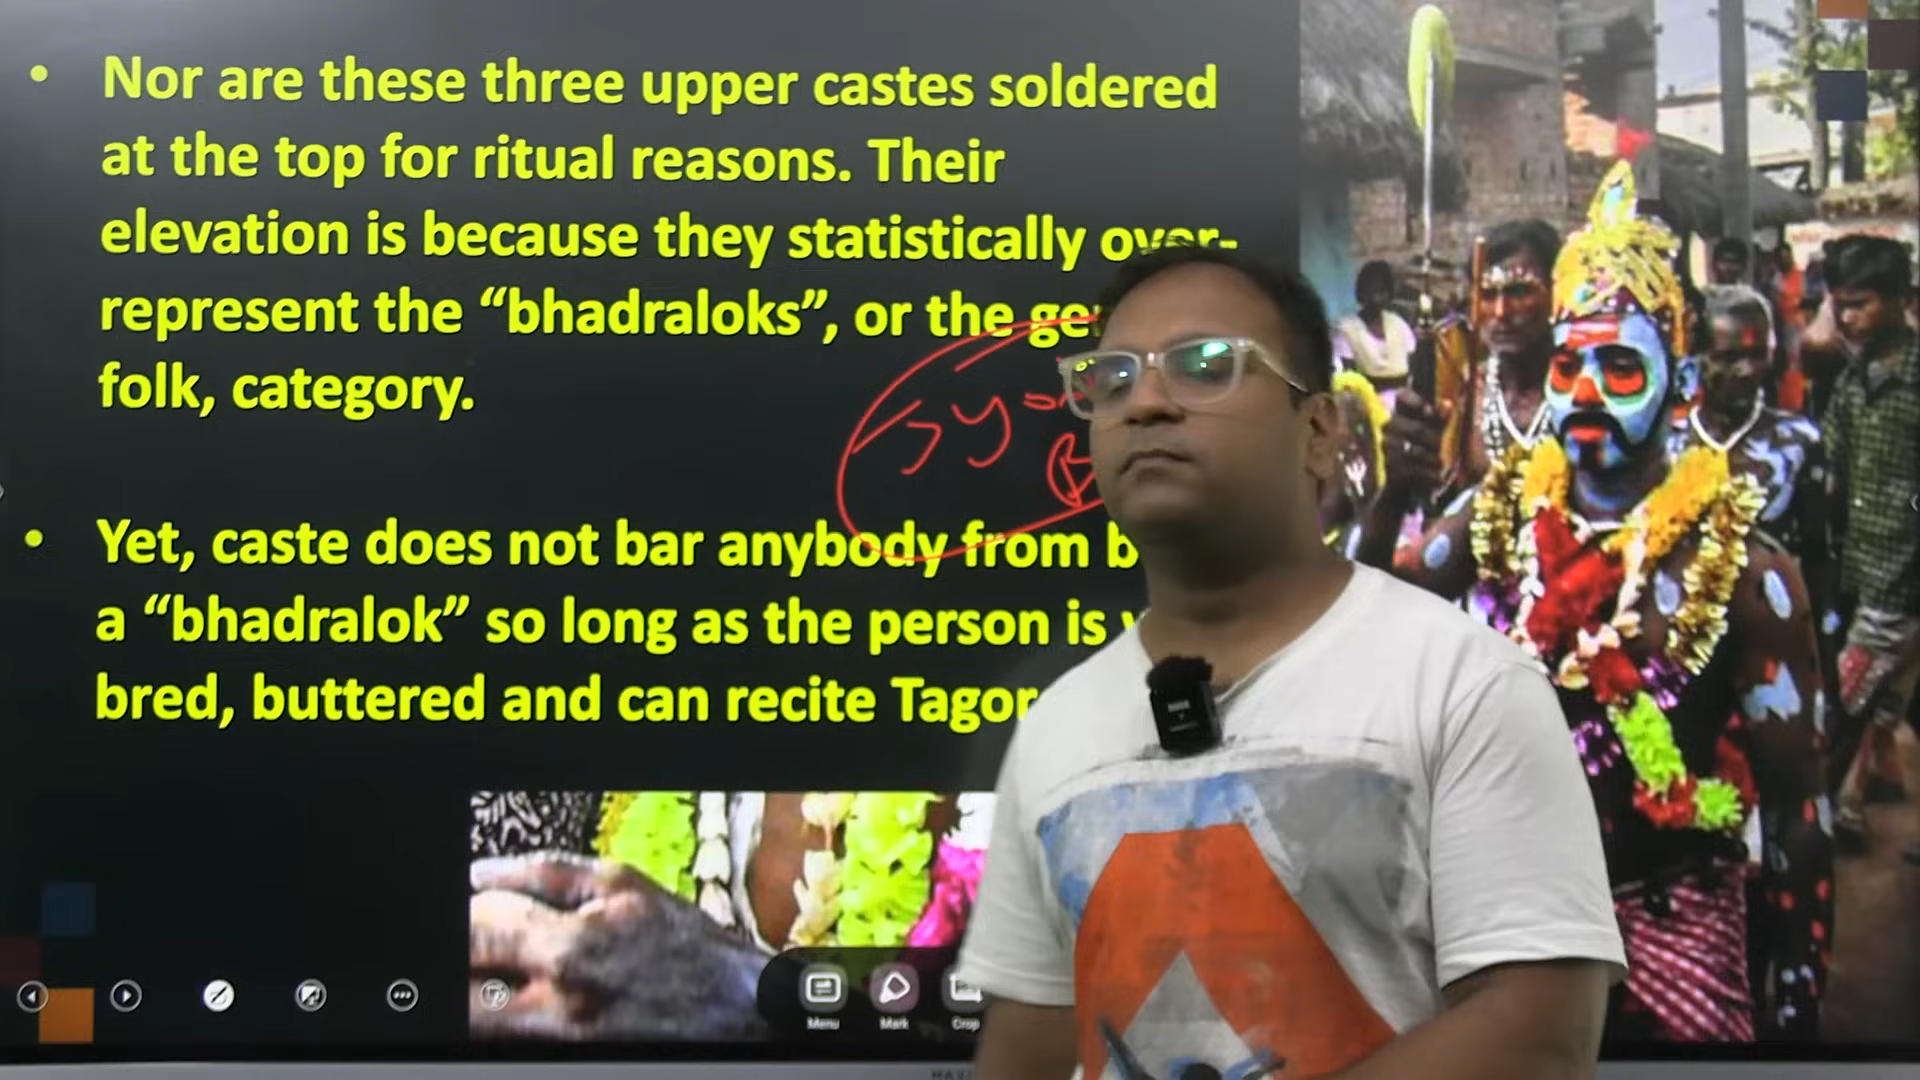 • Nor are these three upper castes soldered
at the top for ritual reasons. Their
elevation is because they statistically over-
represent the “bhadraloks”, or the
folk, category.
• Yet, caste does not bar anybody from
a “bhadralok” so long as the person is
bred, buttered and can recite
Menu Mark Crop